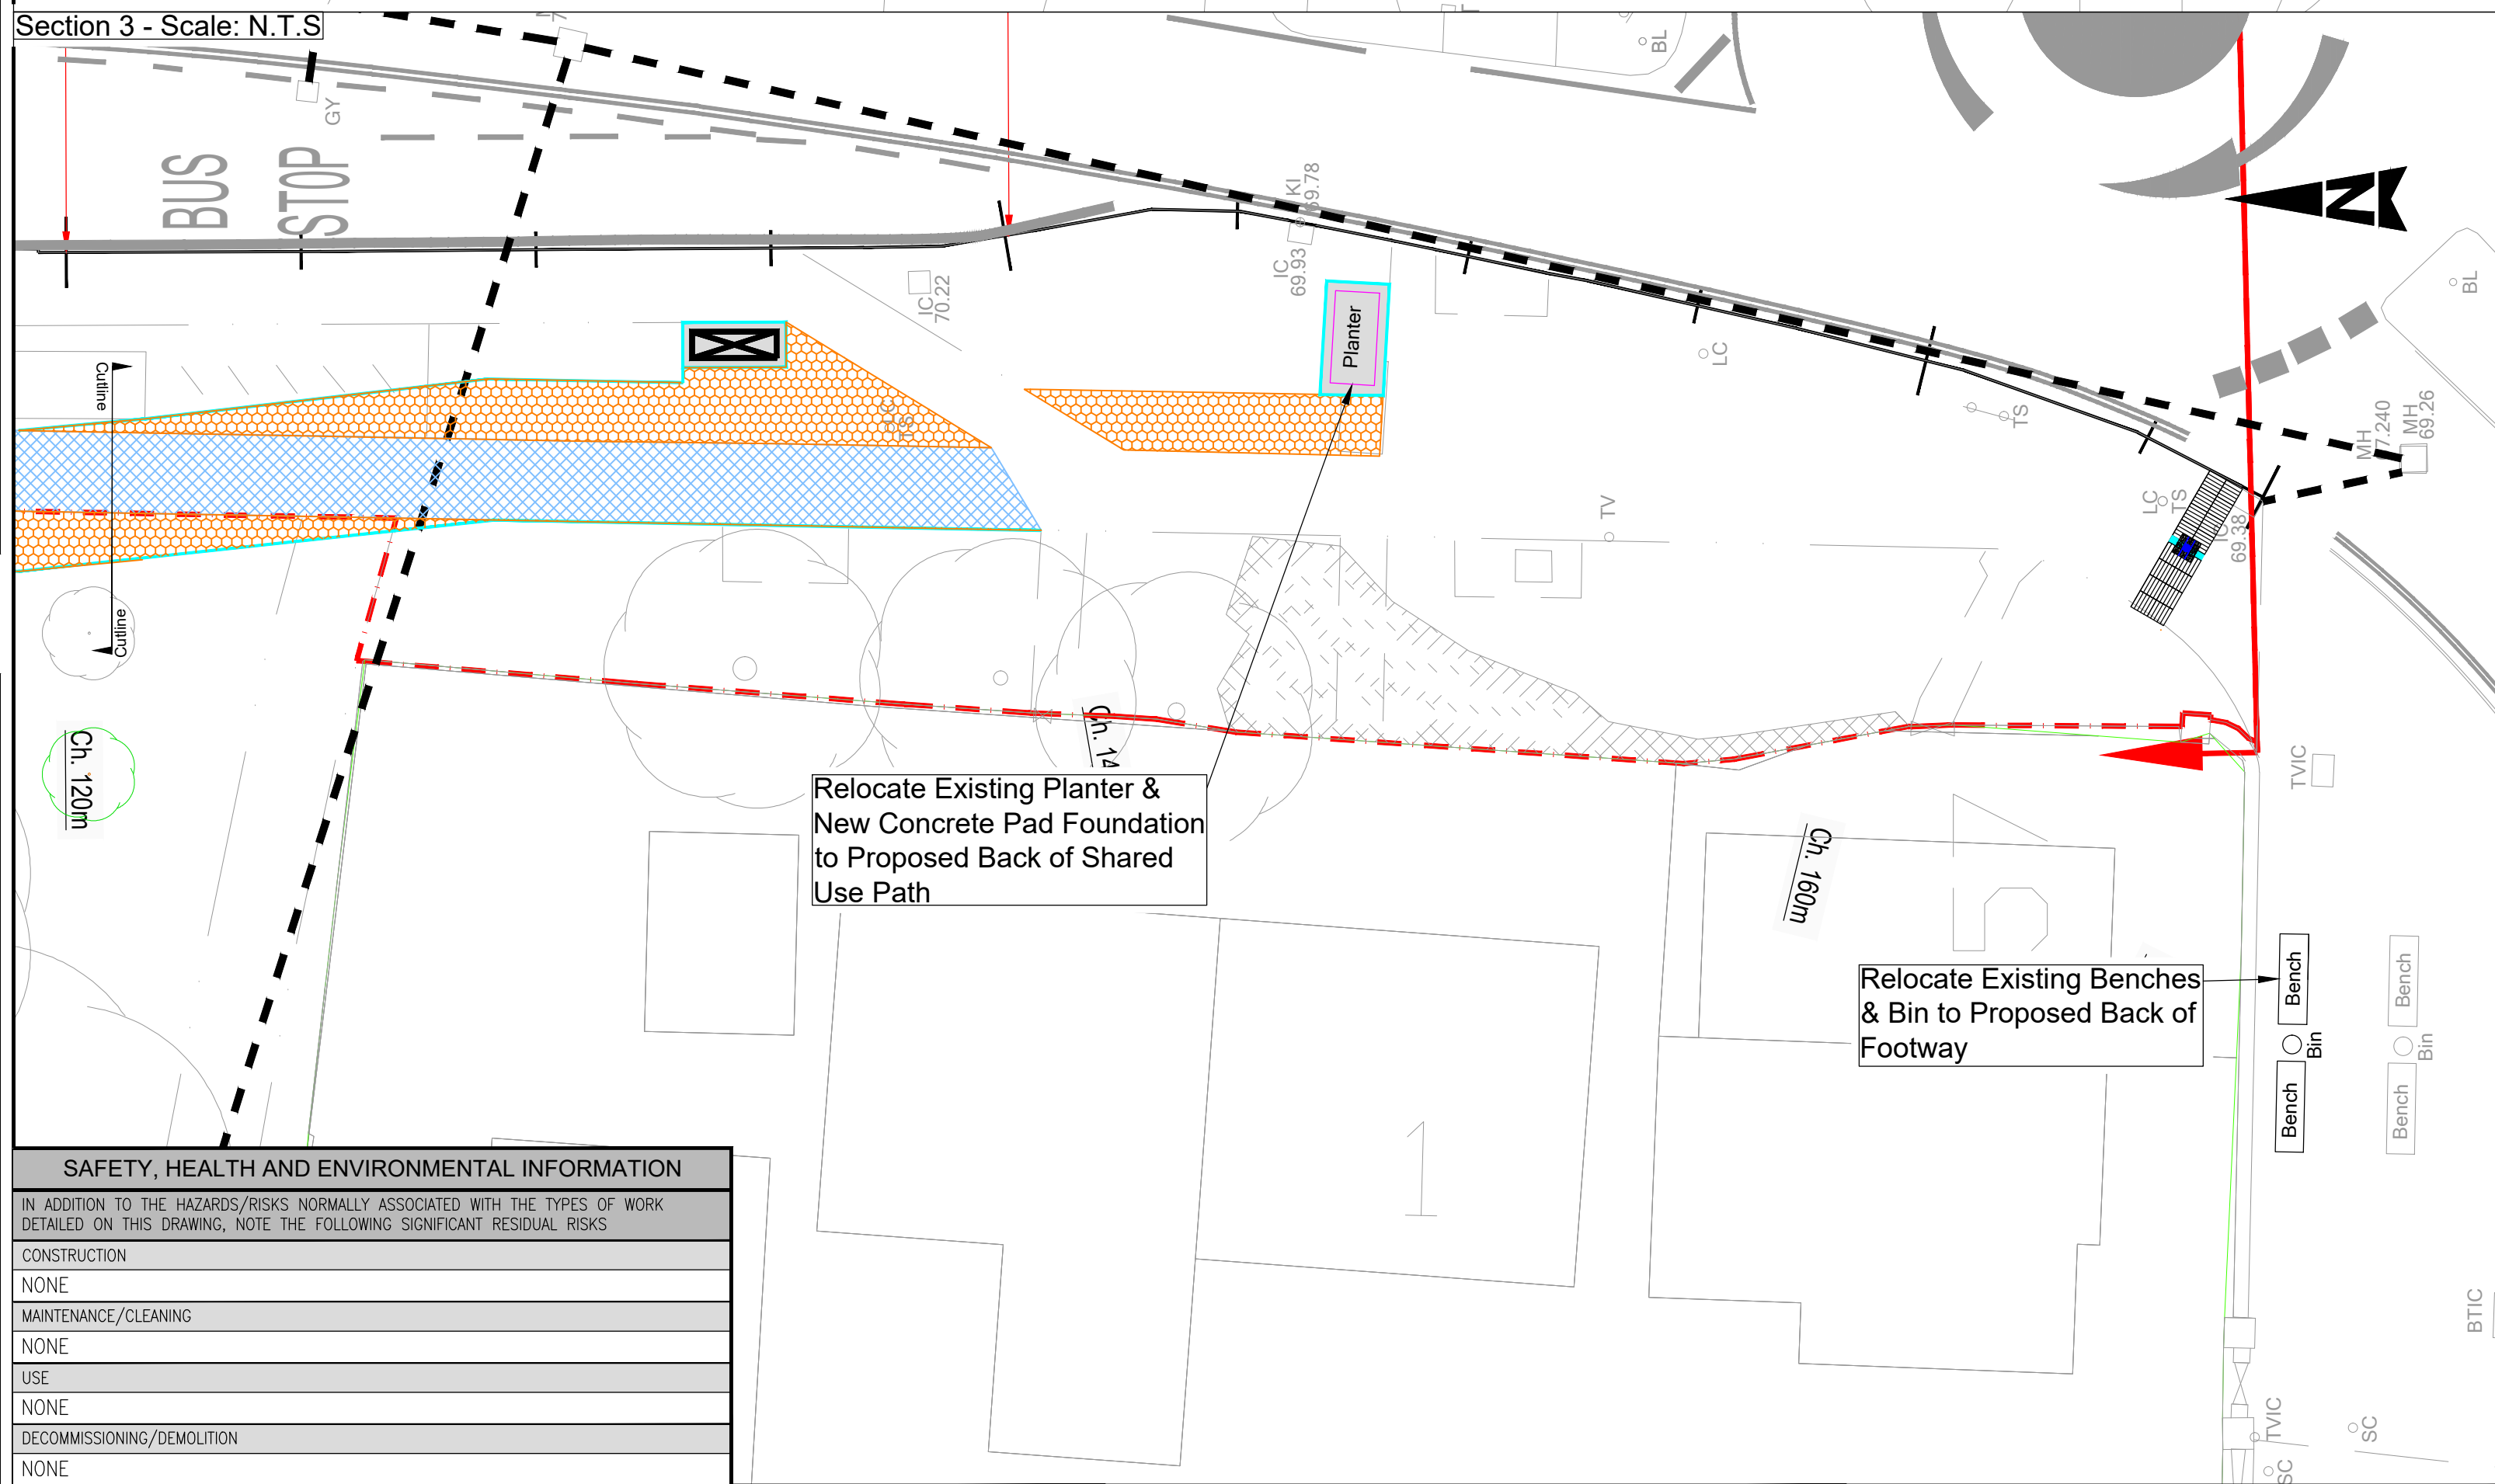 Section 3 - Scale: N.T.S
GY
BUS
STOP
BL
KI
69.78
IC
69.93
IC
70.22
N
Planter
LC
LC
TS
TS
BL
MH
MH
69.26
Cutline
Cutline
TV
LC
TS
69.38
Ch. 120m
Relocate Existing Planter &
New Concrete Pad Foundation
to Proposed Back of Shared
Use Path
Ch. 160m
TVIC
5
1
Relocate Existing Benches
& Bin to Proposed Back of
Footway
Bench
Bin
Bench
Bench
Bin
Bench
BTIC
TVIC
SC
SC
SAFETY, HEALTH AND ENVIRONMENTAL INFORMATION
IN ADDITION TO THE HAZARDS/RISKS NORMALLY ASSOCIATED WITH THE TYPES OF WORK
DETAILED ON THIS DRAWING, NOTE THE FOLLOWING SIGNIFICANT RESIDUAL RISKS
CONSTRUCTION
NONE
MAINTENANCE/CLEANING
NONE
USE
NONE
DECOMMISSIONING/DEMOLITION
NONE